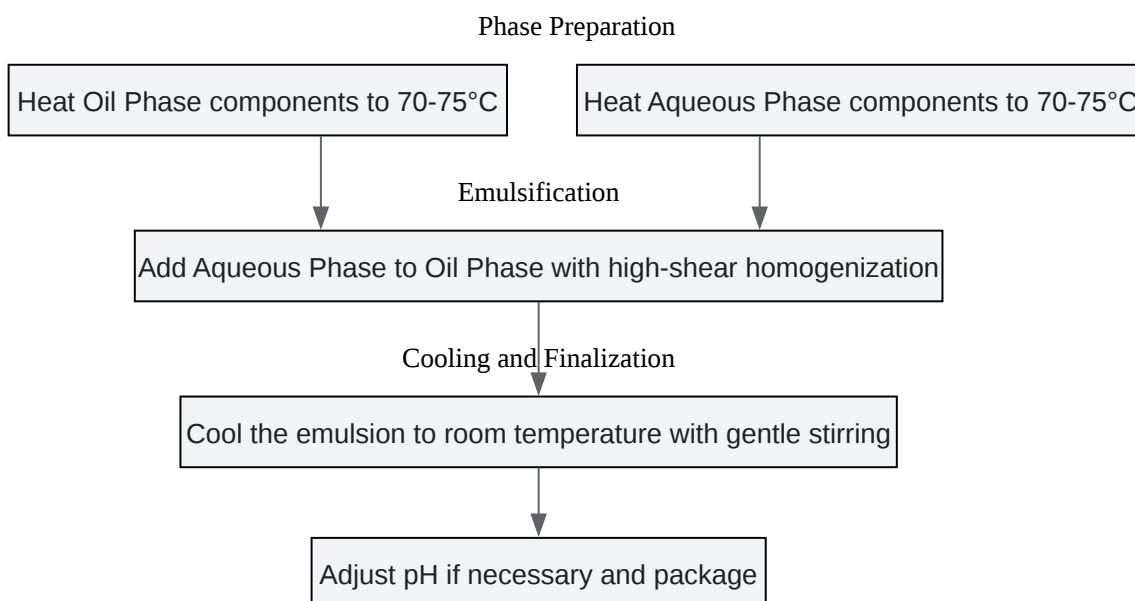 Phase Preparation
Heat Oil Phase components to 70-75°C
Heat Aqueous Phase components to 70-75°C
Emulsification
Add Aqueous Phase to Oil Phase with high-shear homogenization
Cooling and Finalization
Cool the emulsion to room temperature with gentle stirring
Adjust pH if necessary and package